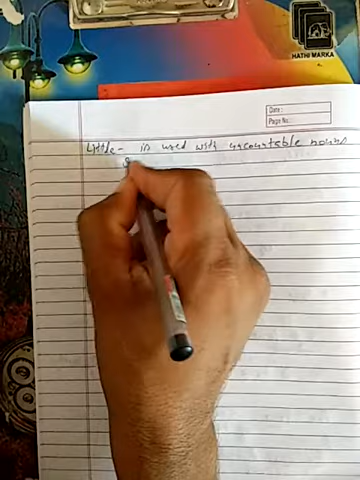 HATHI MARKA
Date :
Page No. :
Little - is used with uncountable nouns